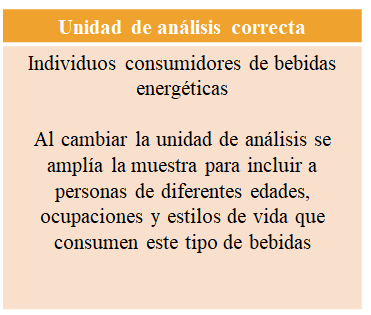 Unidad de análisis correcta
Individuos consumidores de bebidas
energéticas
Al cambiar la unidad de análisis se
amplía la muestra para incluir a
personas de diferentes edades,
ocupaciones y estilos de vida que
consumen este tipo de bebidas